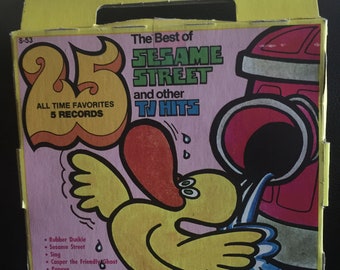 S-53
25
ALL TIME FAVORITES
5 RECORDS
The Best of
SESAME
STREET
and other
TV HITS
• Rubber Duckie
• Sesame Street
• Sing
• Casper the Friendly Ghost
• Popeye